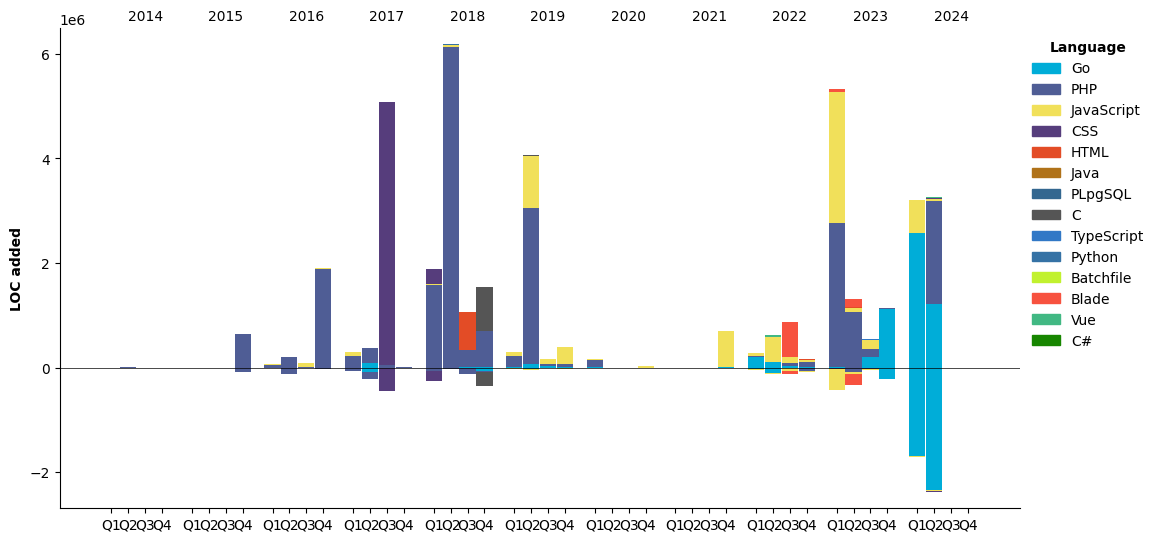 2014 2015 2016 2017 2018 2019 2020 2021 2022 2023 2024
1e6
6
4
2
0
−2
LOC added
Q1Q2Q3Q4 Q1Q2Q3Q4 Q1Q2Q3Q4 Q1Q2Q3Q4 Q1Q2Q3Q4 Q1Q2Q3Q4 Q1Q2Q3Q4 Q1Q2Q3Q4 Q1Q2Q3Q4 Q1Q2Q3Q4 Q1Q2Q3Q4
Language
Go
PHP
JavaScript
CSS
HTML
Java
PLpgSQL
C
TypeScript
Python
Batchfile
Blade
Vue
C#